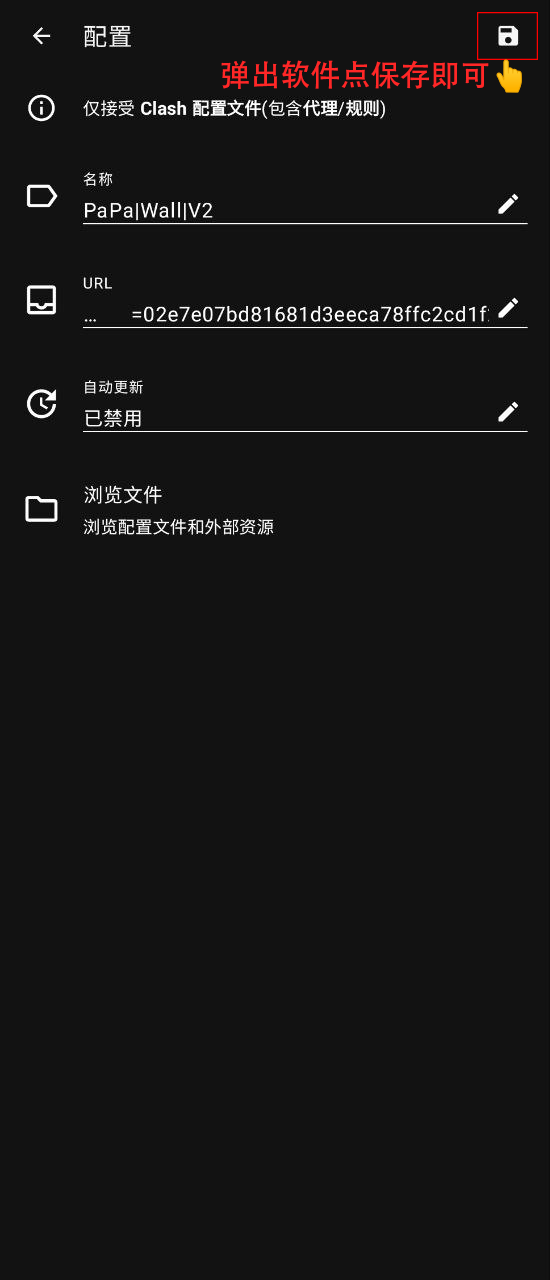 配置
弹出软件点保存即可👆
仅接受 Clash 配置文件(包含代理/规则)
名称
PaPa|Wall|V2
URL
... =02e7e07bd81681d3eeca78ffc2cd1f
自动更新
已禁用
浏览文件
浏览配置文件和外部资源